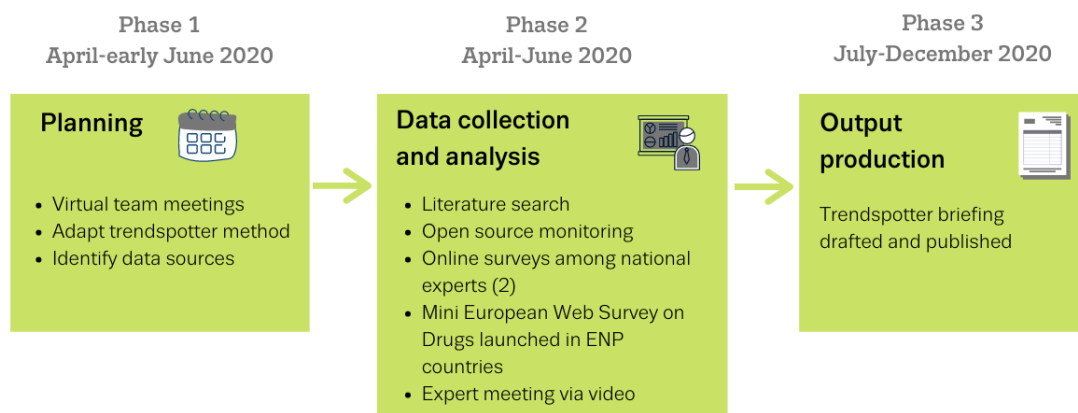 Phase 1
April-early June 2020
Phase 2
April-June 2020
Phase 3
July-December 2020
Planning
• Virtual team meetings
• Adapt trendspotter method
• Identify data sources
Data collection
and analysis
• Literature search
• Open source monitoring
• Online surveys among national
experts (2)
• Mini European Web Survey on
Drugs launched in ENP
countries
• Expert meeting via video
Output
production
Trendspotter briefing
drafted and published